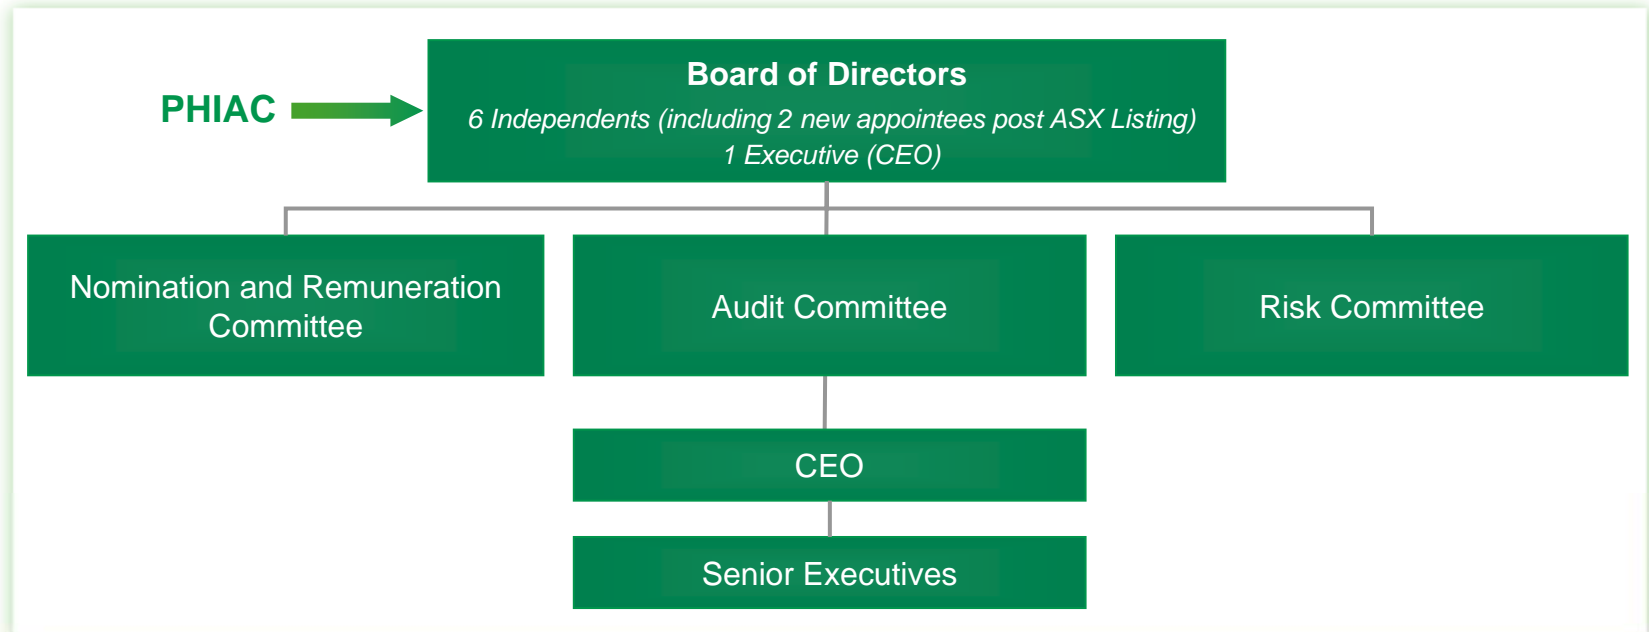 Board of Directors
PHIAC
6 Independents (including 2 new appointees post ASX Listing)
1 Executive (CEO)
Nomination and Remuneration
Committee
Audit Committee
Risk Committee
CEO
Senior Executives